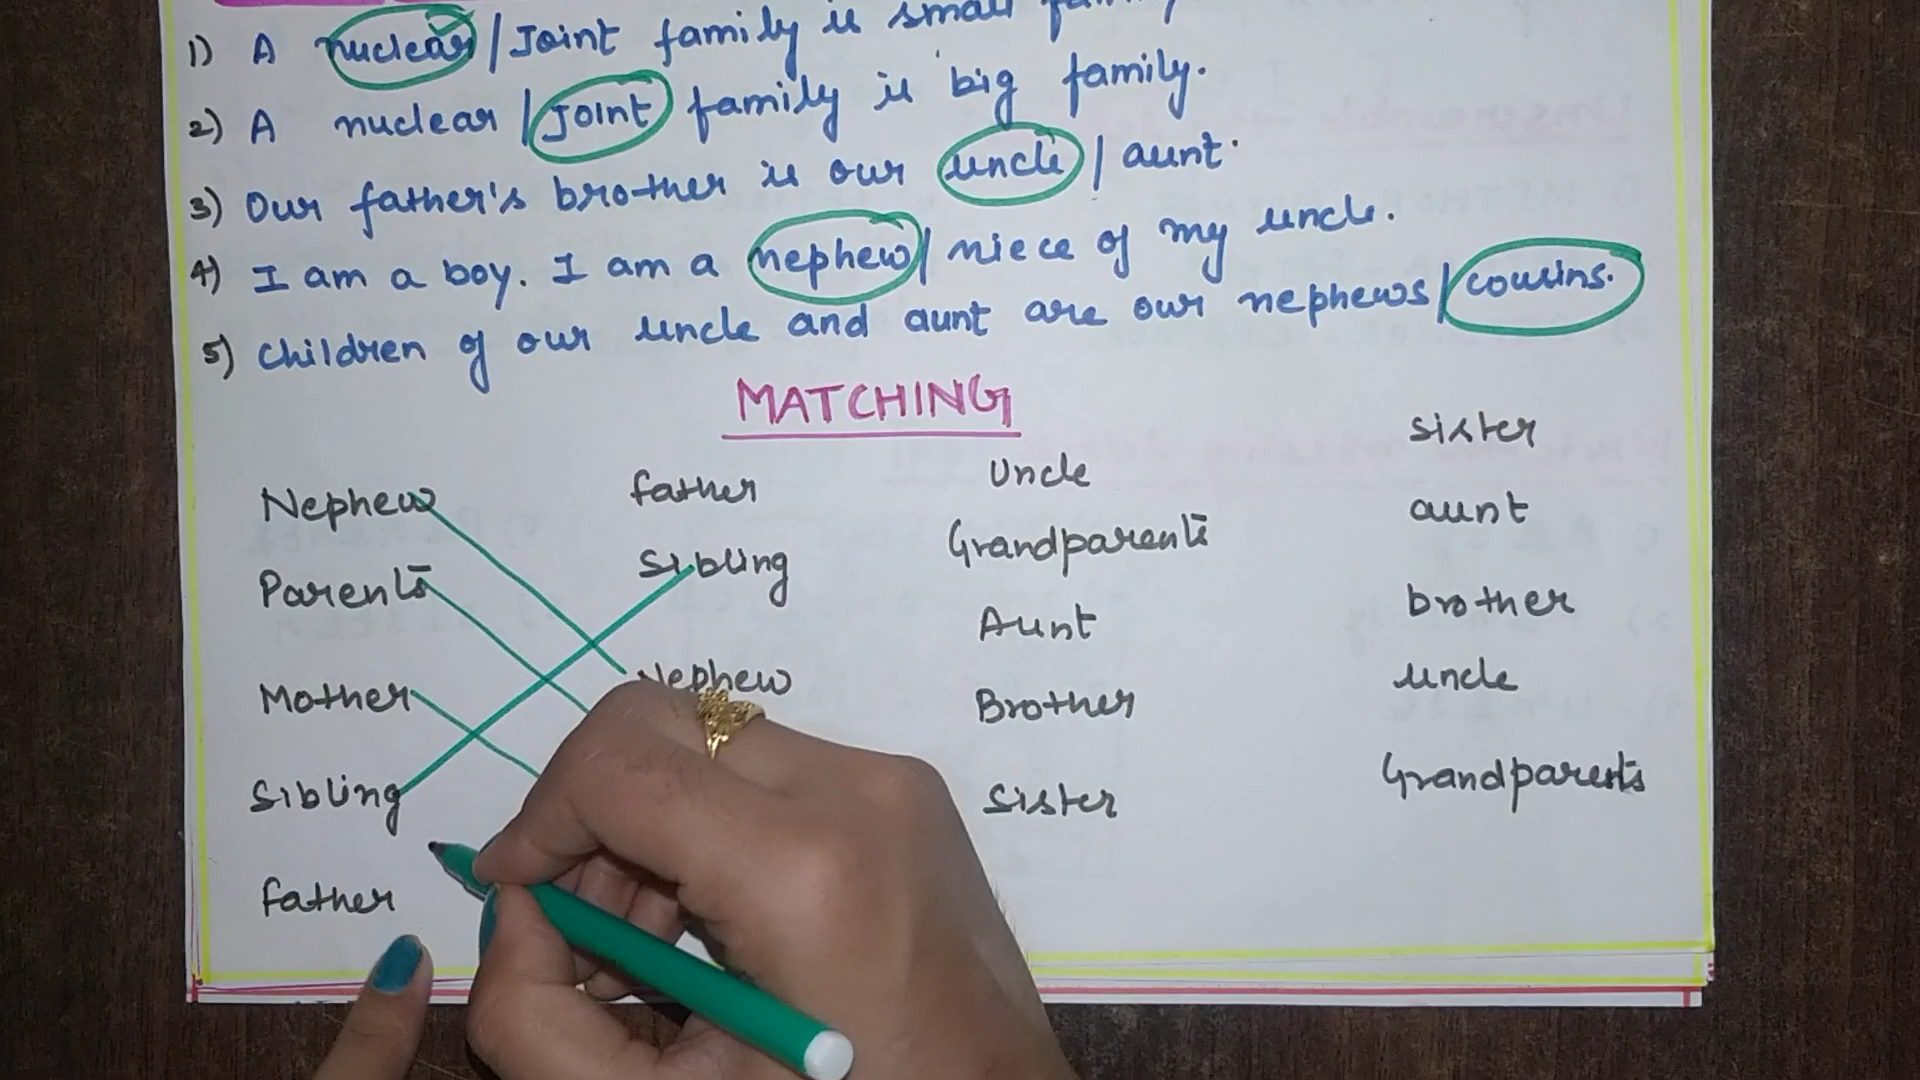 1) A nuclear / Joint family is small
2) A nuclear / Joint family is big family.
3) Our father's brother is our uncle / aunt.
4) I am a boy. I am a nephew / niece of my uncle.
5) Children of our uncle and aunt are our nephews / cousins.
MATCHING
Nephew father Uncle sister
Parents Sibling Grandparents aunt
Mother Nephew Aunt brother
Sibling Brother uncle
father Sister Grandparents